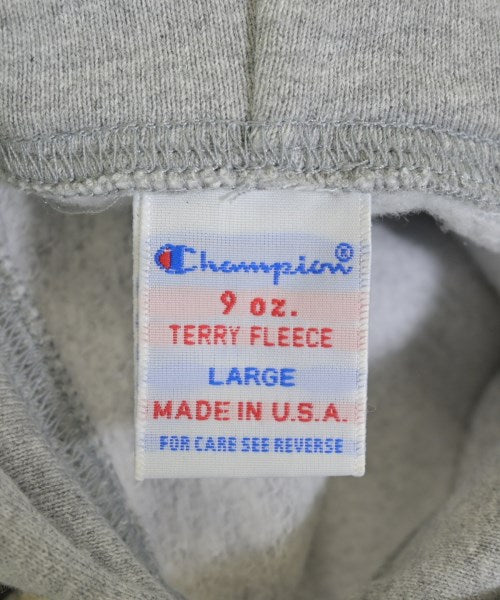 Champion®
9 oz.
TERRY FLEECE
LARGE
MADE IN U.S.A.
FOR CARE SEE REVERSE